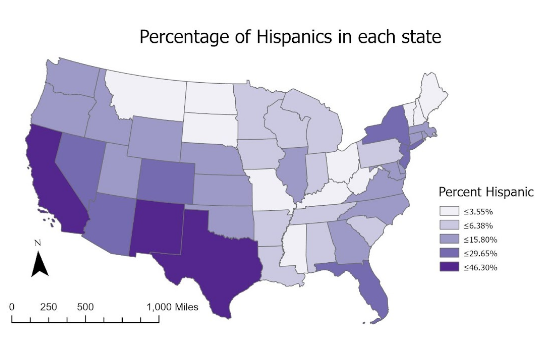 Percentage of Hispanics in each state
Percent Hispanic
≤3.55%
≤6.38%
≤15.80%
≤29.65%
≤46.30%
N
0 250 500 1,000 Miles